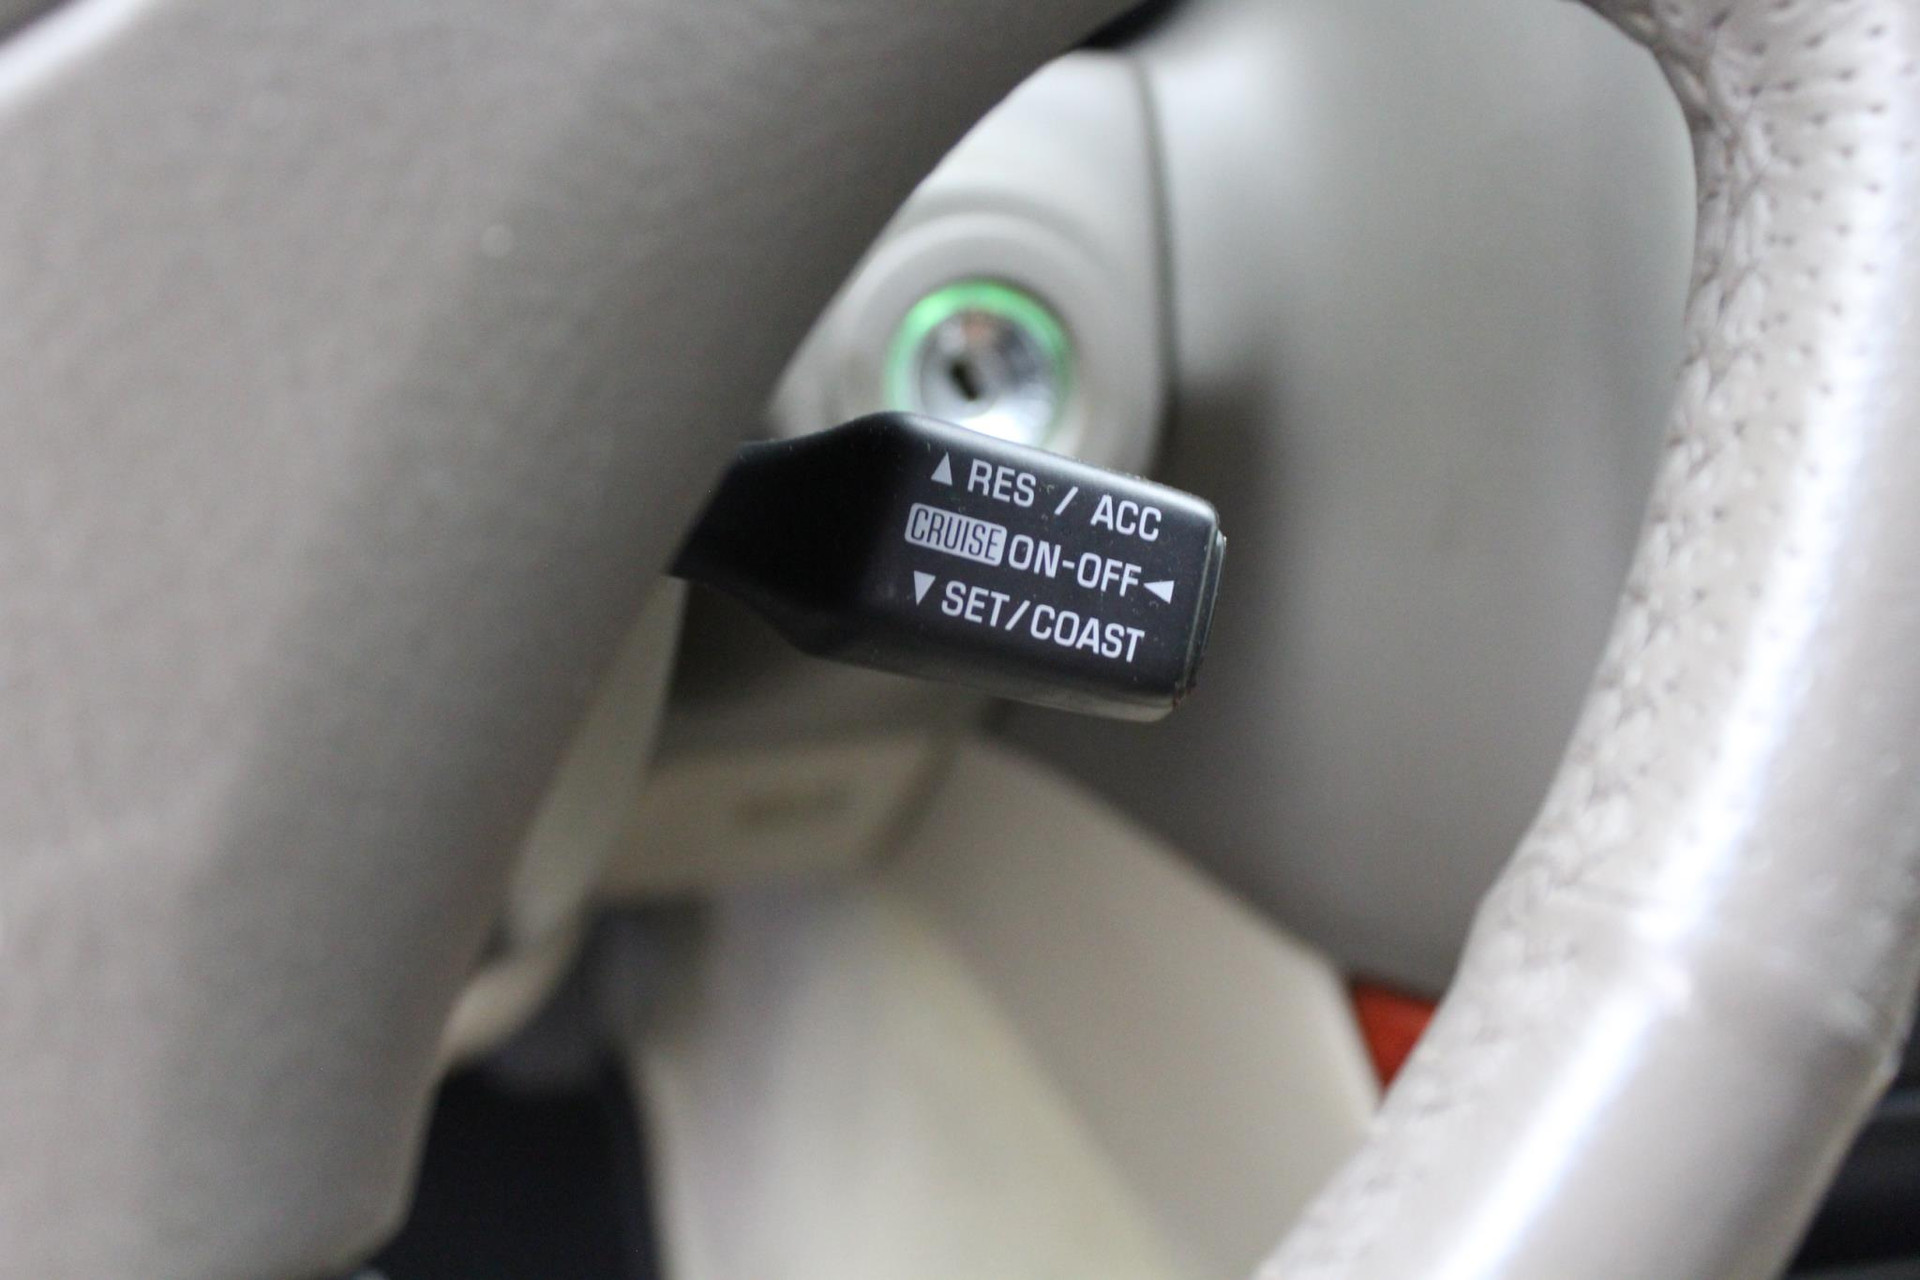 ▲ RES / ACC
CRUISE ON-OFF◄
▼ SET/COAST